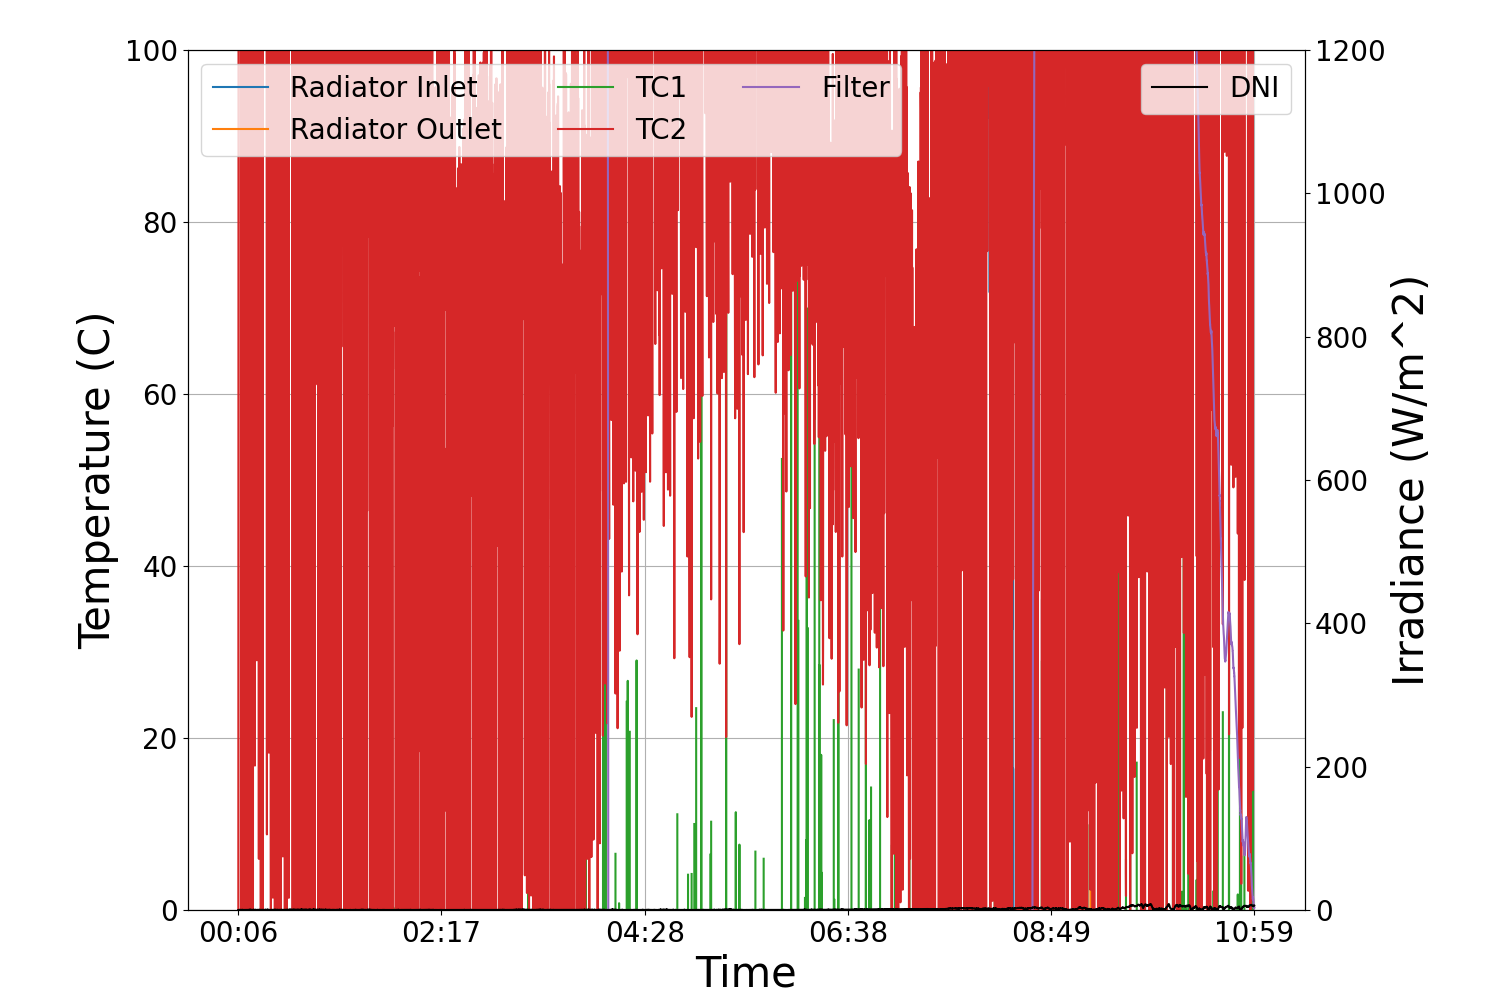 100
80
60
40
20
0
Temperature (C)
Radiator Inlet
Radiator Outlet
TC1
TC2
Filter
DNI
1200
1000
800
600
400
200
0
Irradiance (W/m^2)
00:06
02:17
04:28
06:38
08:49
10:59
Time